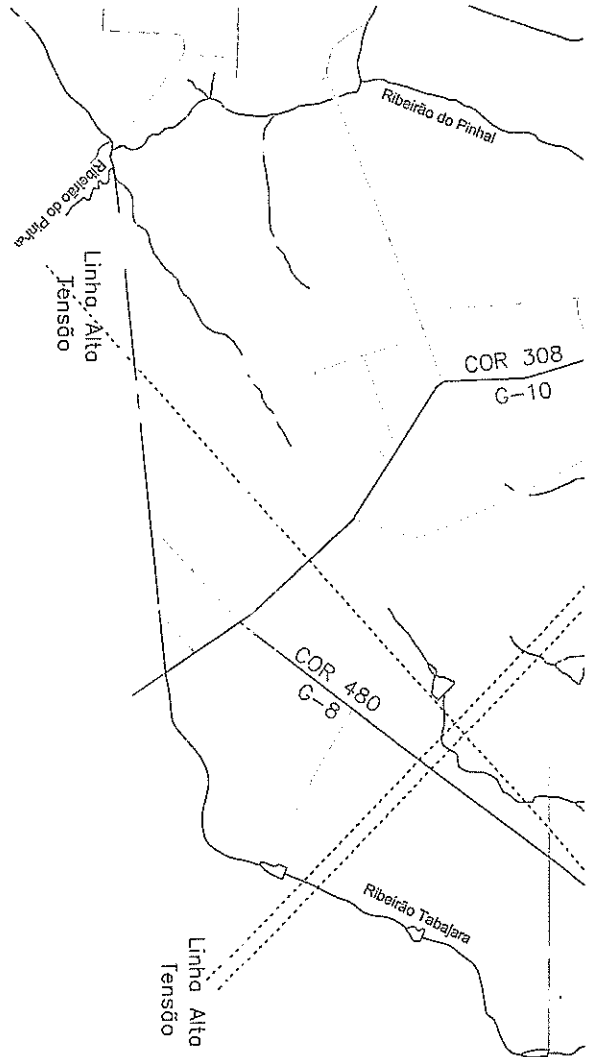 Ribeirão do Pinhal
Ribeirão do Pinhal
Linha Alta
Tensão
COR 308
G-10
COR 480
G-8
Ribeirão Tabajara
Linha Alta
Tensão